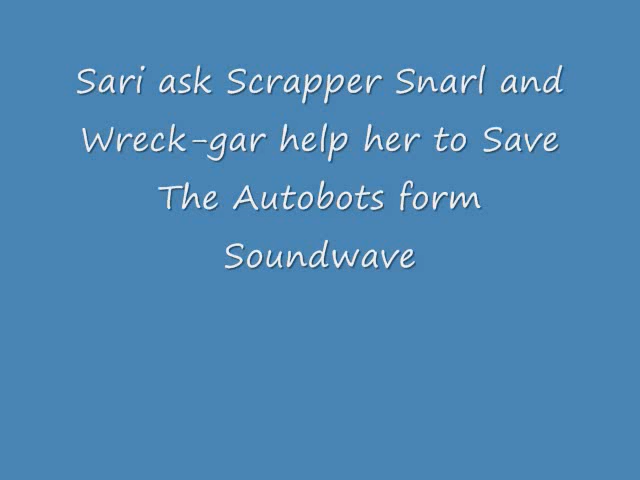 Sari ask Scrapper Snarl and
Wreck-gar help her to Save
The Autobots form
Soundwave